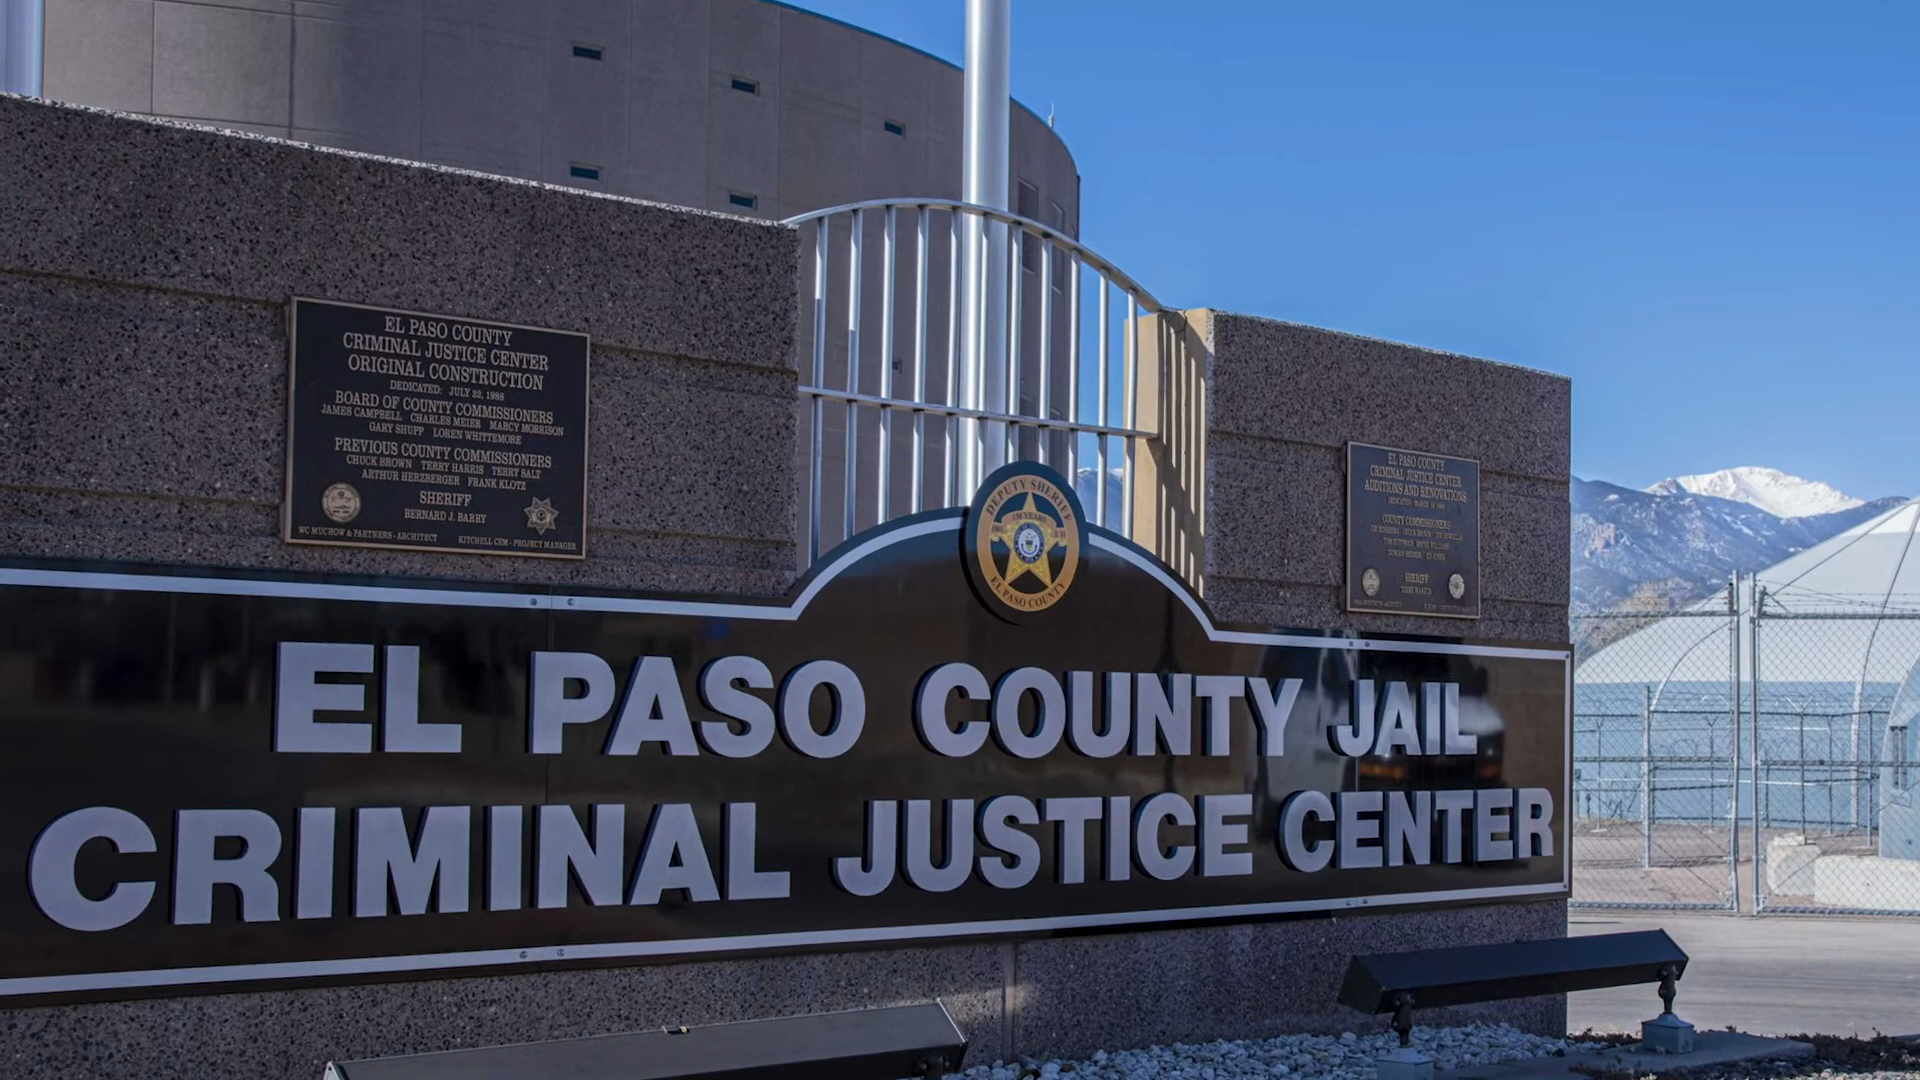 EL PASO COUNTY
CRIMINAL JUSTICE CENTER
ORIGINAL CONSTRUCTION
DEDICATED: JULY 22, 1988
BOARD OF COUNTY COMMISSIONERS
JAMES CAMPBELL CHARLES MEIER MARCY MORRISON
GARY SHUPP LOREN WHITTEMORE
PREVIOUS COUNTY COMMISSIONERS
CHUCK BROWN TERRY HARRIS TERRY SALT
ARTHUR HERZBERGER FRANK KLOTZ
SHERIFF
BERNARD J. BARRY
WC MUCHOW & PARTNERS - ARCHITECT KITCHELL CEM - PROJECT MANAGER
EL PASO COUNTY
CRIMINAL JUSTICE CENTER
ADDITIONS AND RENOVATIONS
COUNTY COMMISSIONERS
SHERIFF
DEPUTY SHERIFF
150 YEARS
EL PASO COUNTY
EL PASO COUNTY JAIL
CRIMINAL JUSTICE CENTER